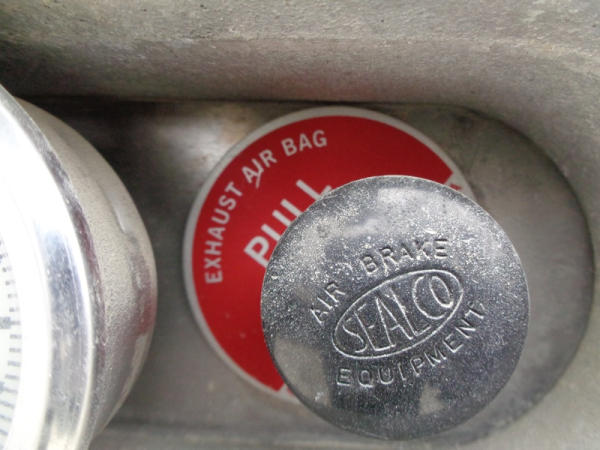 EXHAUST AIR BAG
PULL
AIR BRAKE
SEALCO
EQUIPMENT